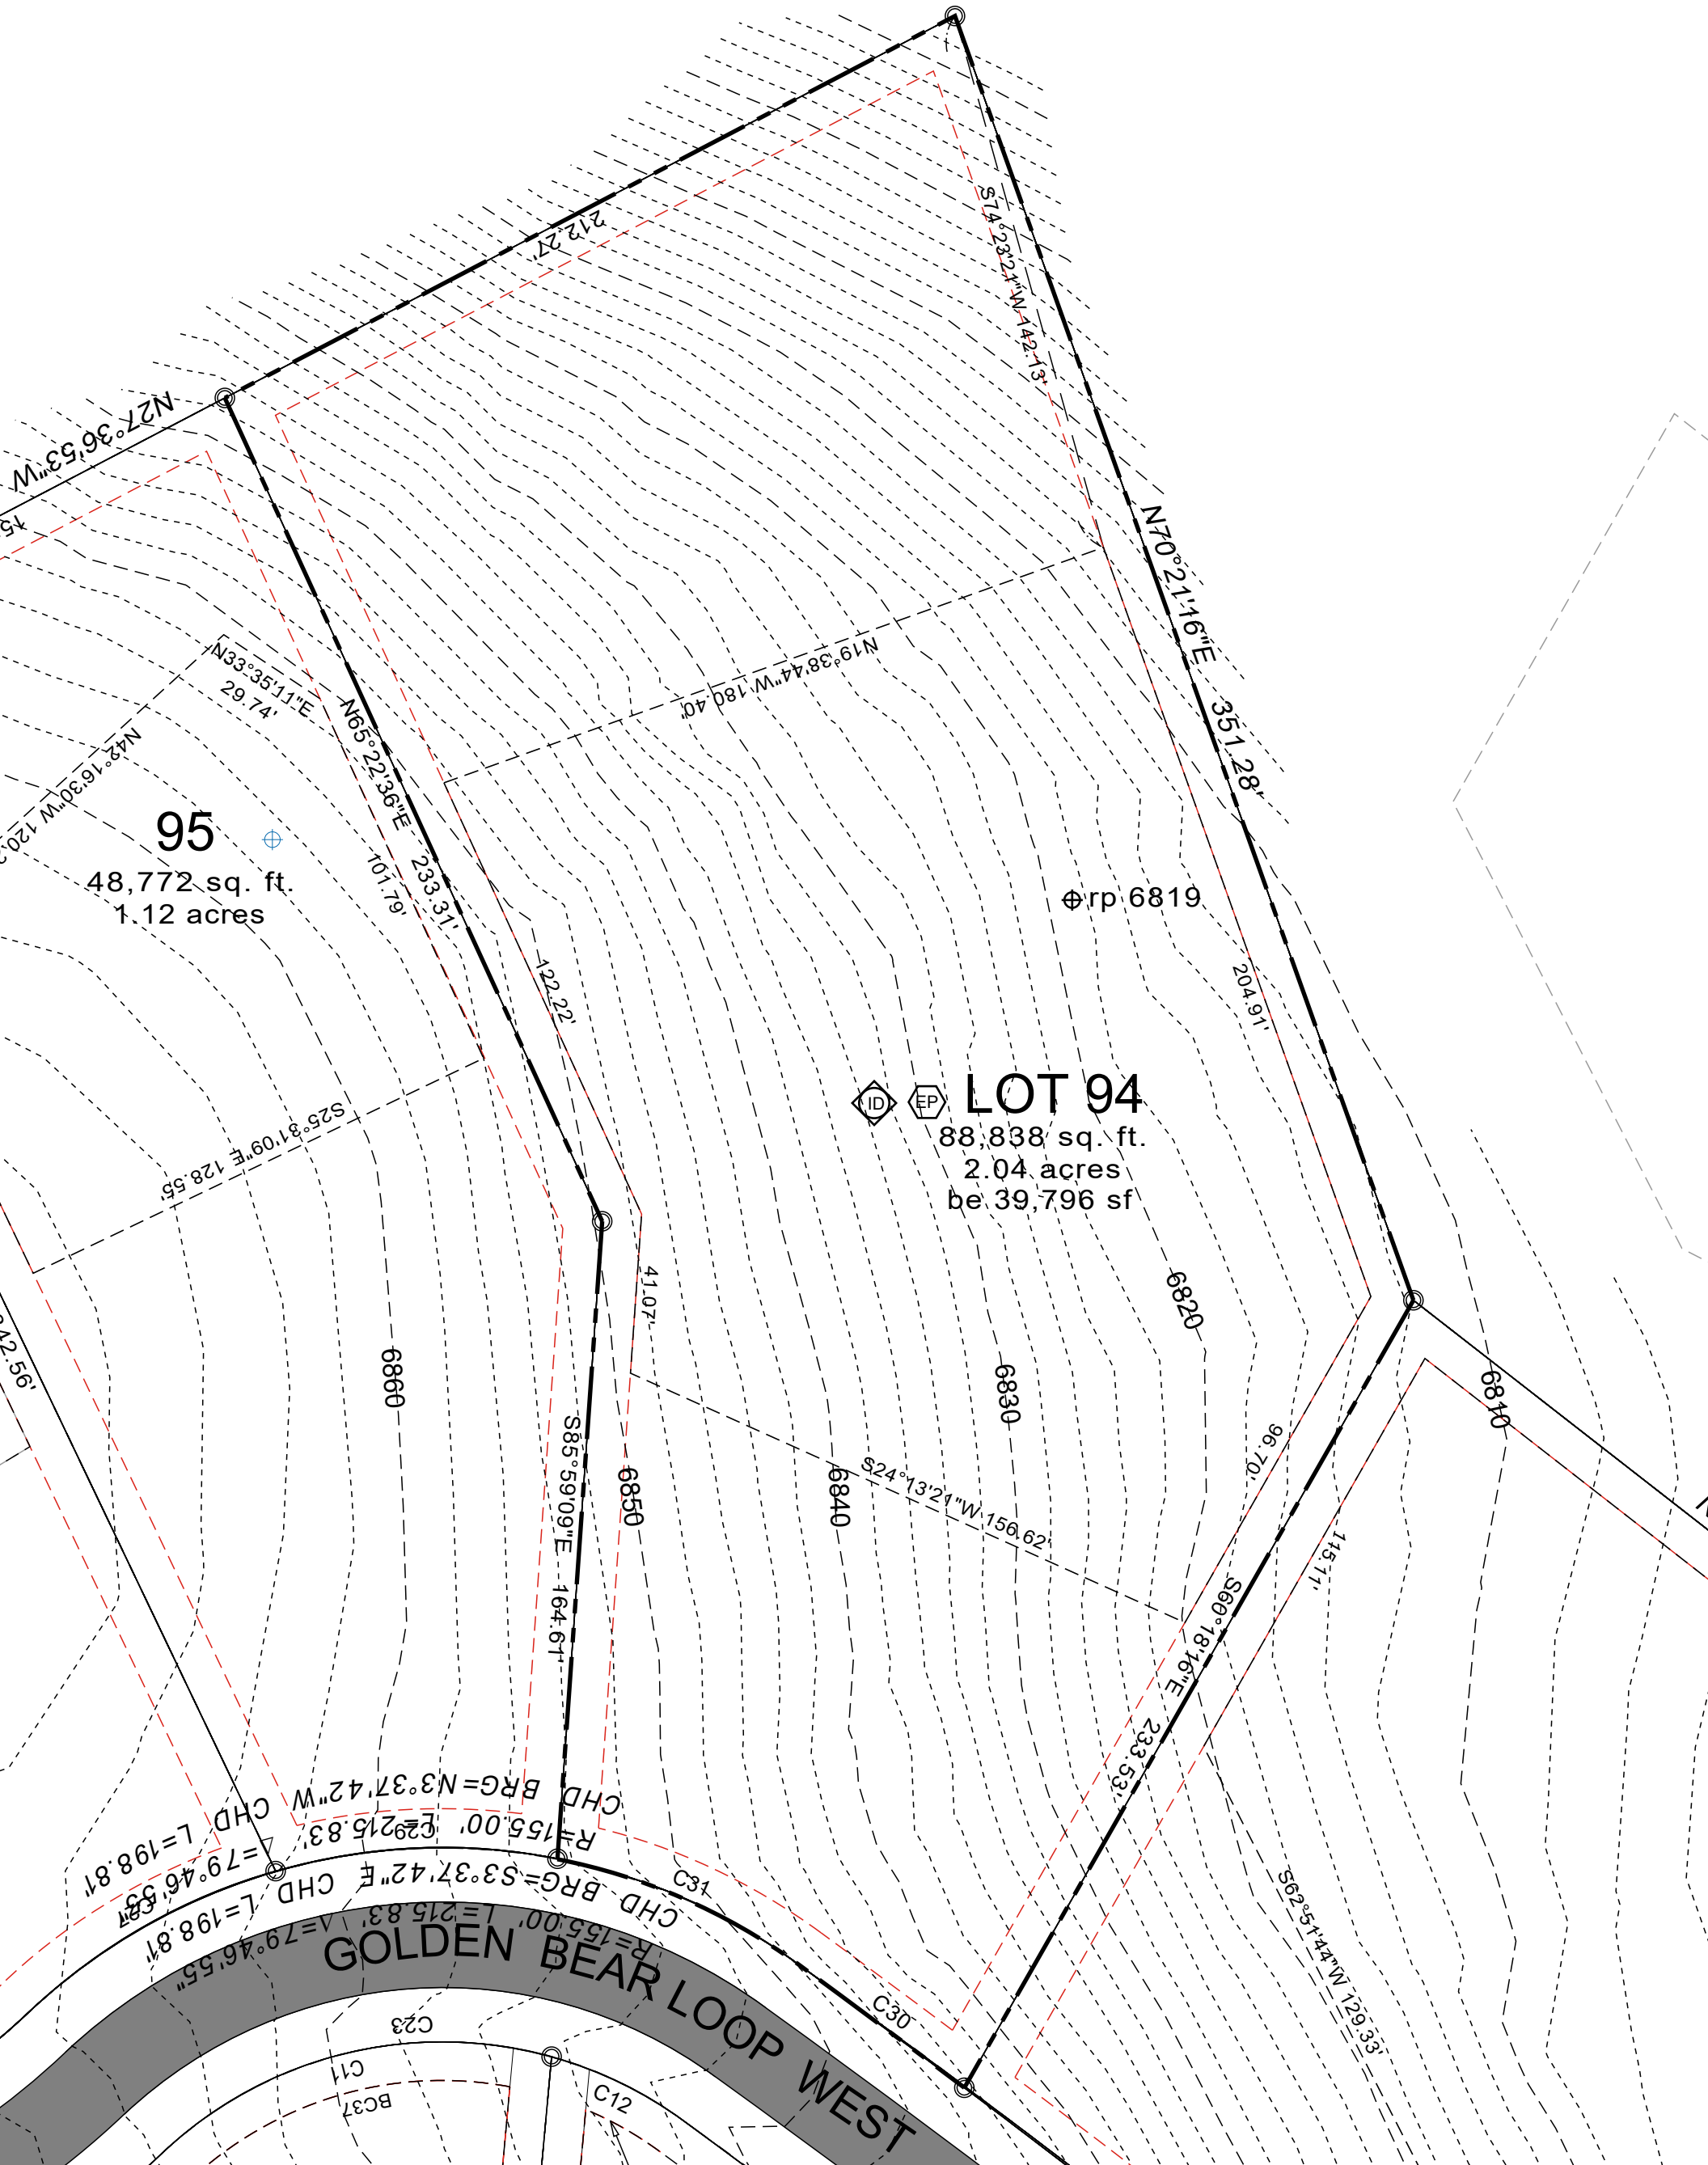 212.27'
S74°23'21"W 142.13'
N27°36'53"W
15
N70°21'16"E 351.28'
N19°38'44"W 180.40'
N33°35'11"E
29.74'
N42°16'30"W 120.
N65°22'36"E 233.31'
95
48,772 sq. ft.
1.12 acres
101.79'
122.22'
rp 6819
204.91'
ID
EP
LOT 94
88,838 sq. ft.
2.04 acres
be 39,796 sf
S25°31'09"E 128.55'
41.07'
6820
6860
6830
6810
42.56'
96.70'
S85°59'09"E 164.61'
6850
6840
S24°13'21"W 156.62'
115.11'
S60°18'16"E 233.53'
CHD L=198.81' CHD BRG=N3°37'42"W
=79°46'55" L=215.83' R=155.00'
C29
C27
C31
CHD L=198.81' CHD BRG=S3°37'42"E
Δ=79°46'55" L=215.83' R=155.00'
GOLDEN BEAR LOOP WEST
C30
S62°51'44"W 129.33'
C23
C11
C12
BC37